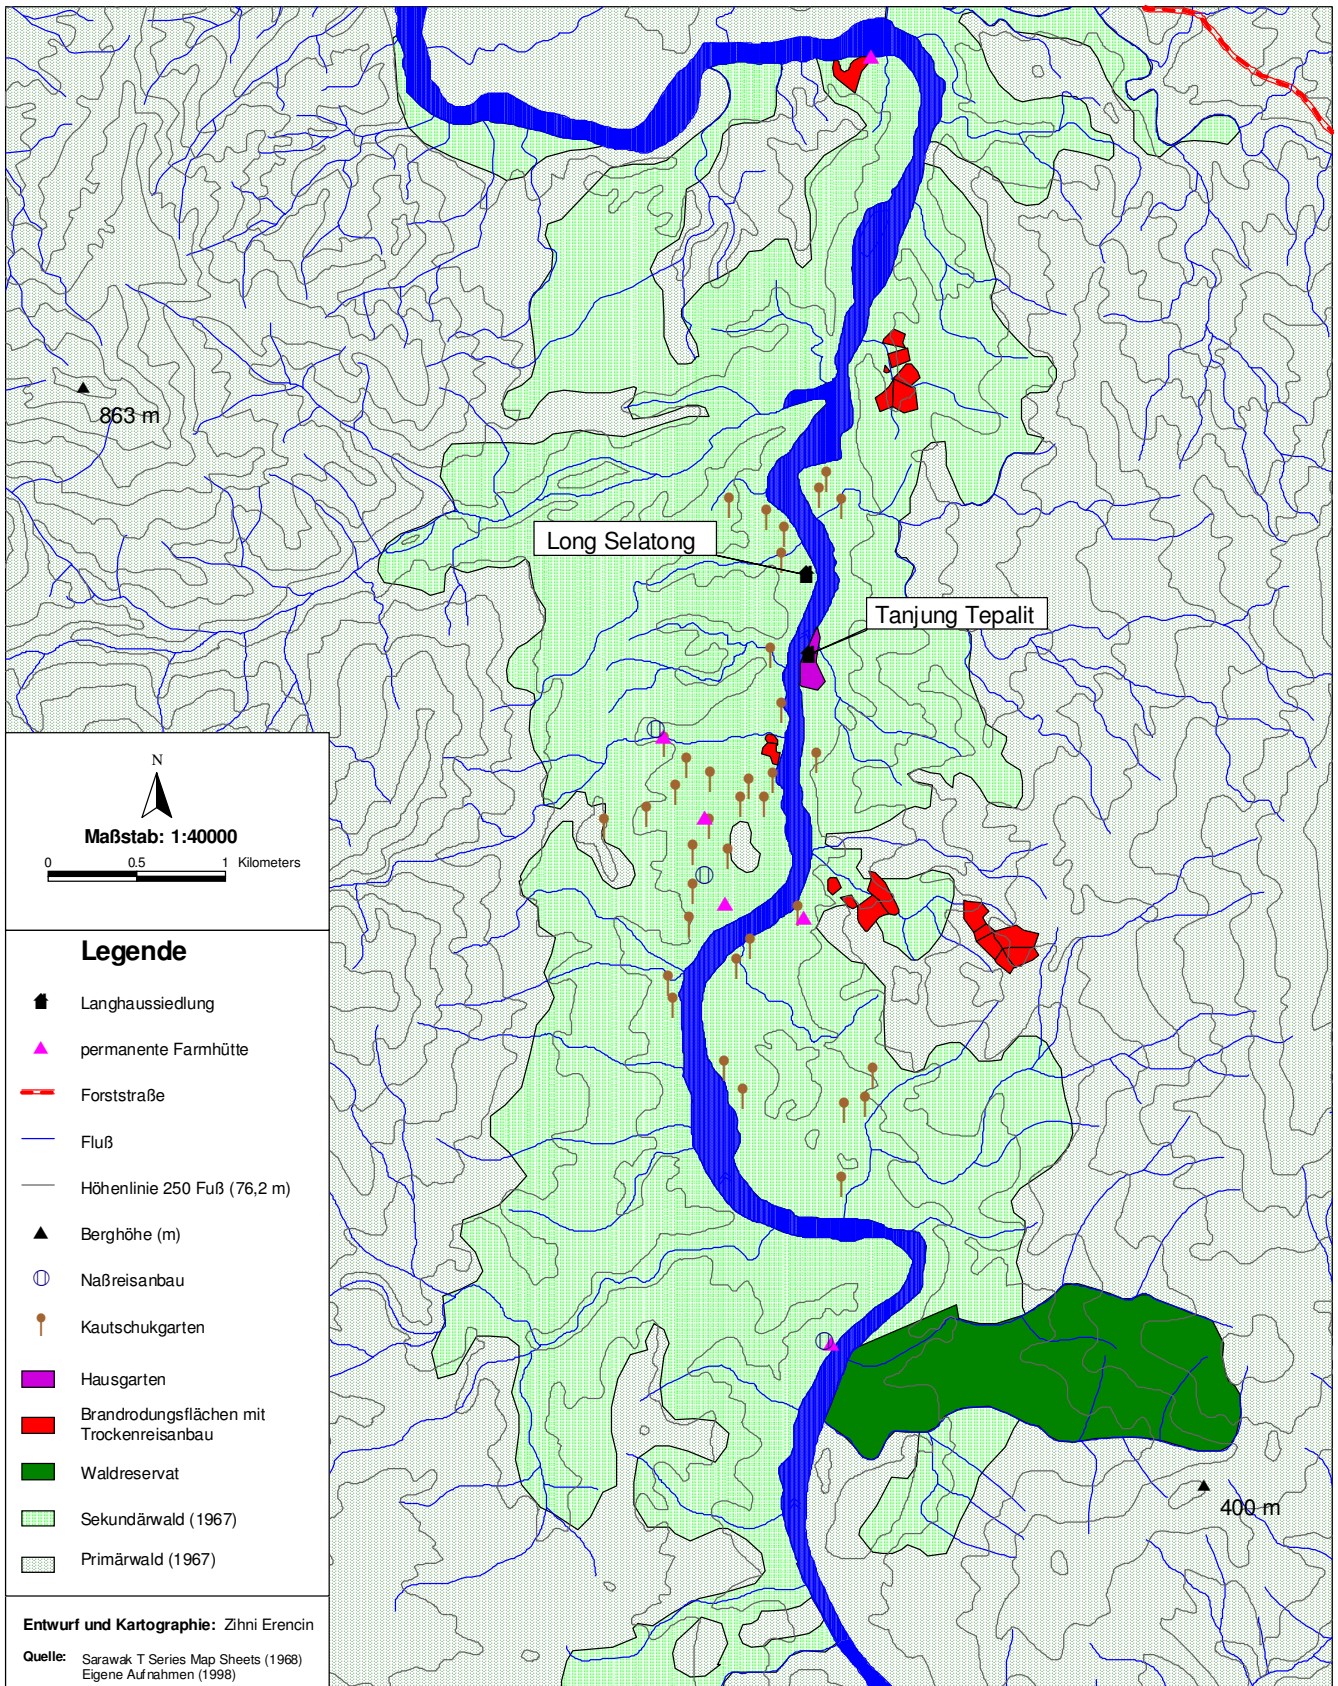 863 m
Long Selatong
Tanjung Tepalit
N
Maßstab: 1:40000
0 0.5 1 Kilometers
Legende
Langhaussiedlung
permanente Farmhütte
Forststraße
Fluß
Höhenlinie 250 Fuß (76,2 m)
Berghöhe (m)
Naßreisanbau
Kautschukgarten
Hausgarten
Brandrodungsflächen mit
Trockenreisanbau
Waldreservat
Sekundärwald (1967)
Primärwald (1967)
400 m
Entwurf und Kartographie: Zihni Erencin
Quelle: Sarawak T Series Map Sheets (1968)
Eigene Aufnahmen (1998)